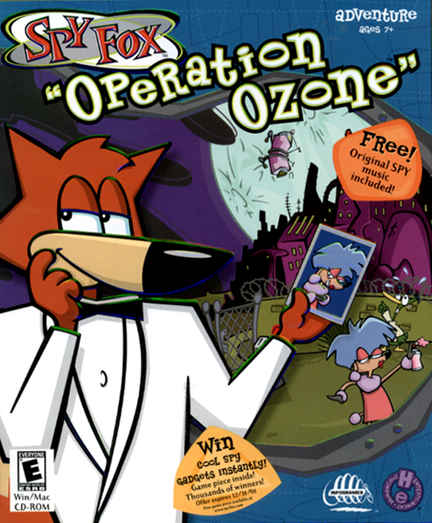 SPY FOX
ADVENTURE
AGES 7+
"OPERATION
OZONE"
FREE!
Original SPY
music
included!
WIN
COOL SPY
GADGETS INSTANTLY!
Game piece inside!
Thousands of winners!
EVERYONE
E
Win/Mac
CD-ROM
HUMONGOUS